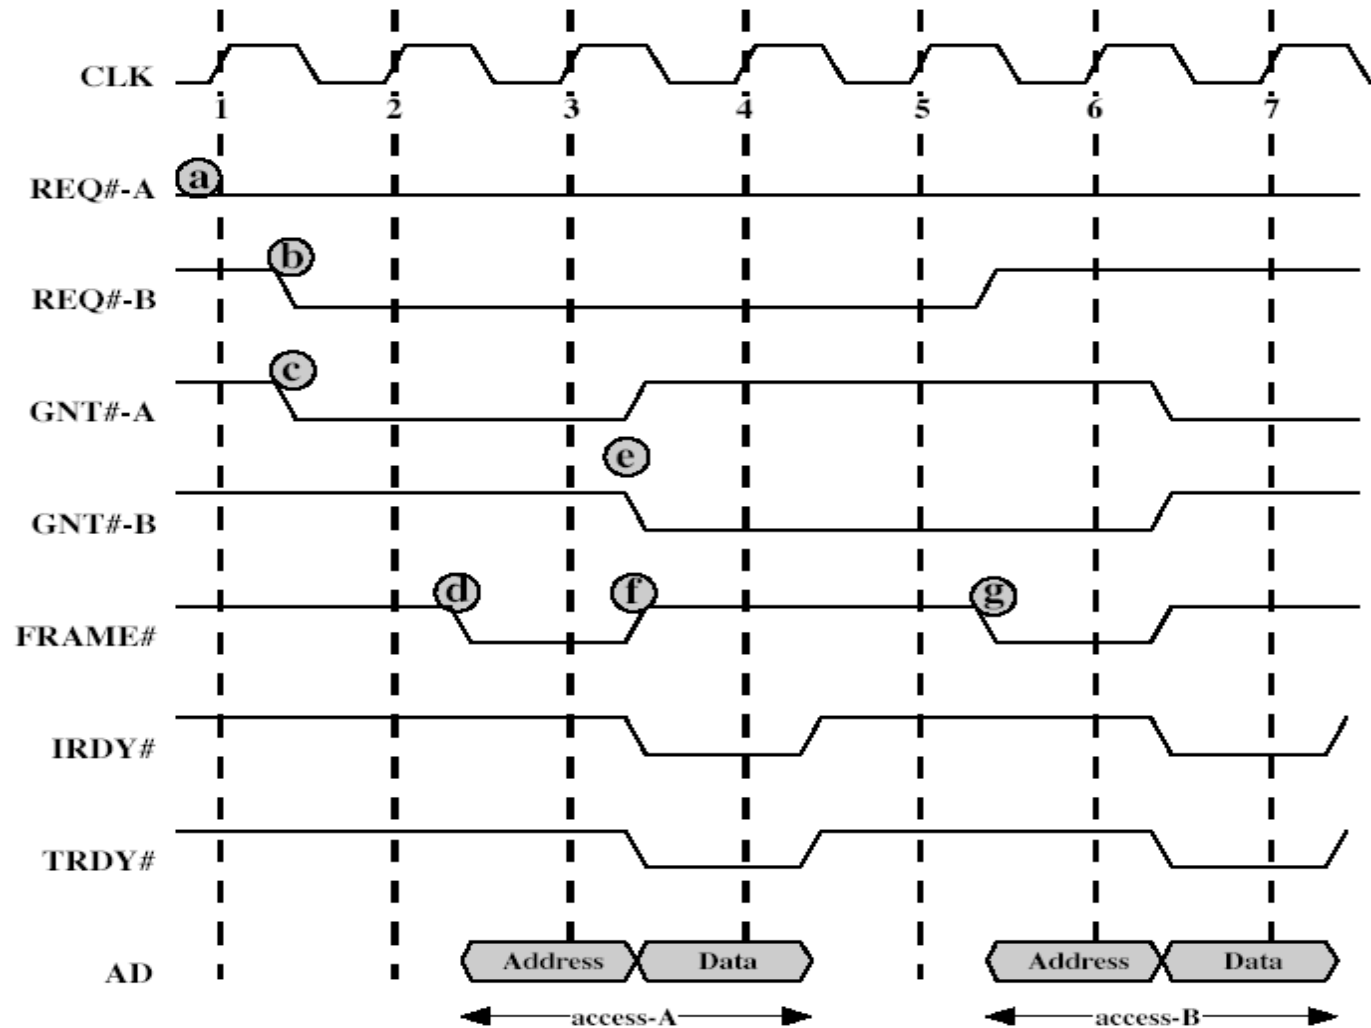 CLK
1 2 3 4 5 6 7
a
REQ#-A
b
REQ#-B
c
GNT#-A
e
GNT#-B
d f g
FRAME#
IRDY#
TRDY#
AD Address Data Address Data
access-A access-B